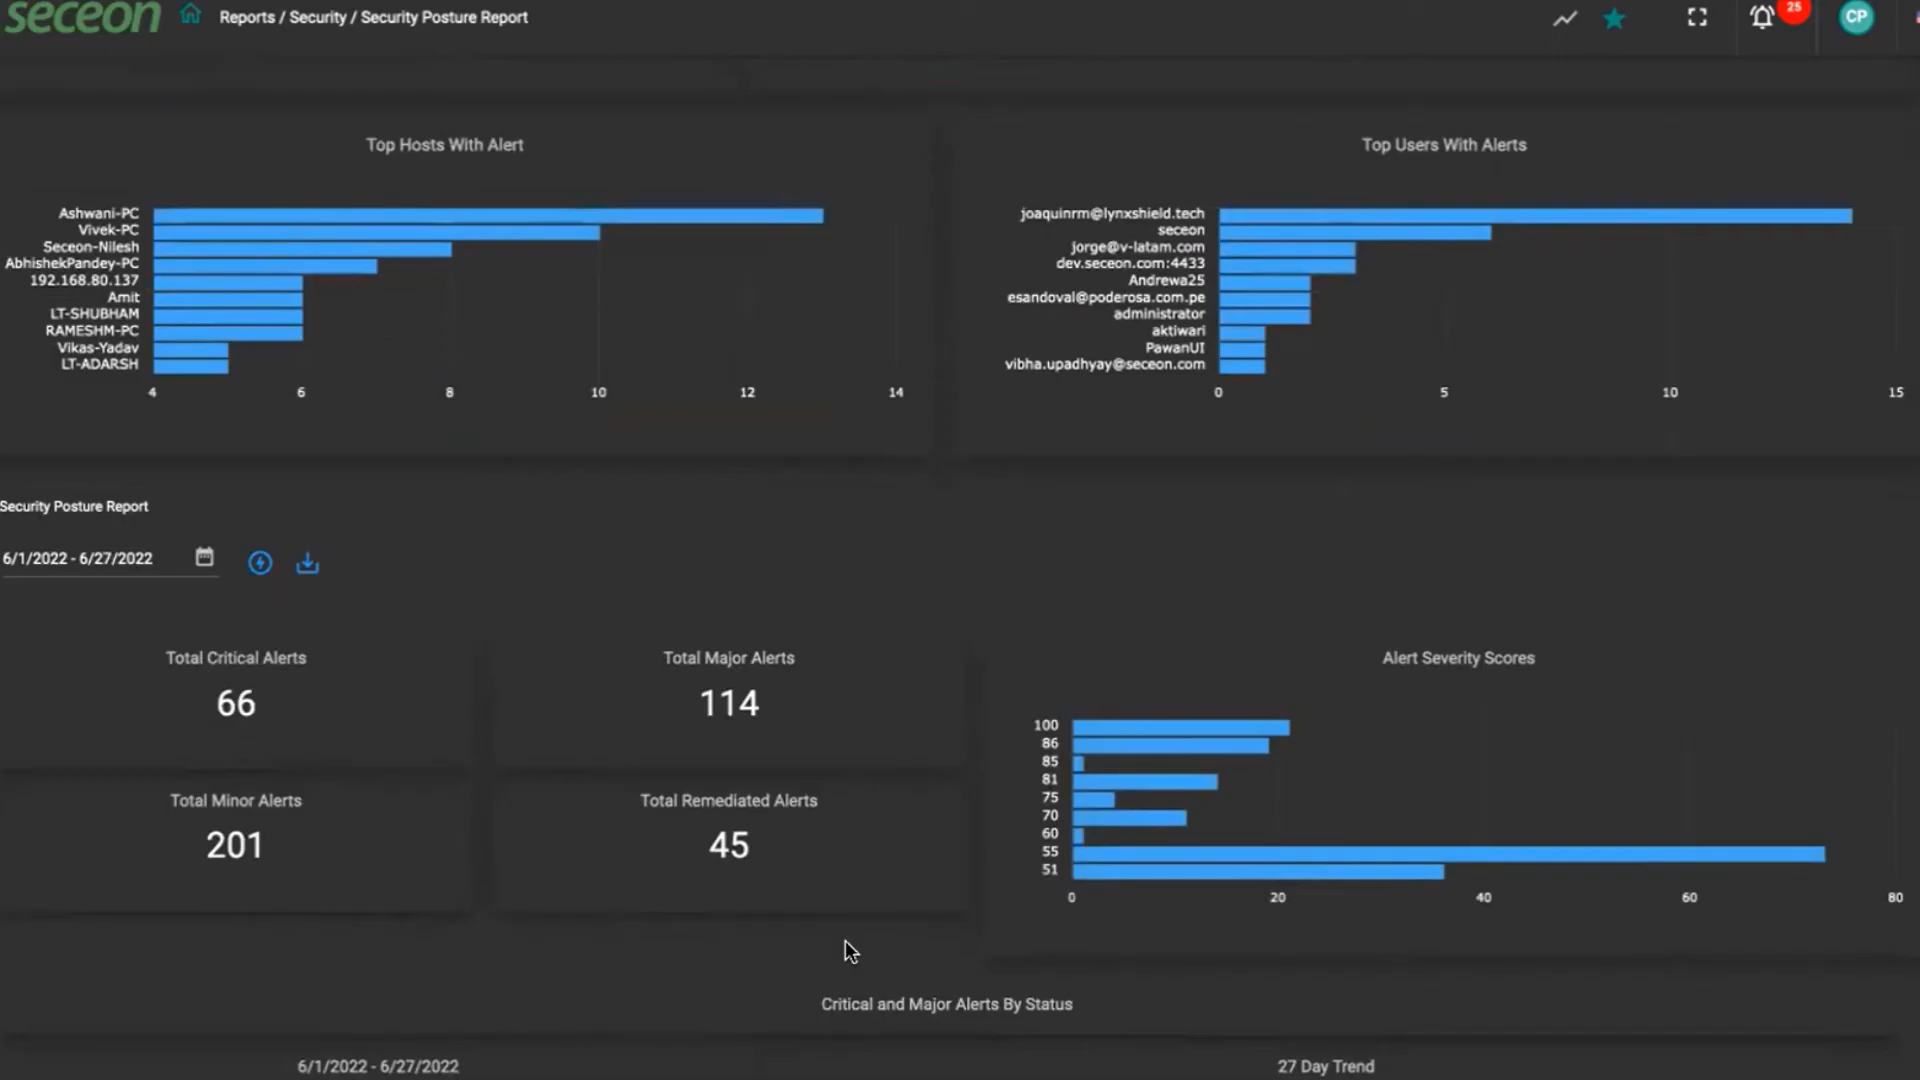 seceon
Reports / Security / Security Posture Report
25
CP
Top Hosts With Alert
Ashwani-PC
Vivek-PC
Seceon-Nilesh
AbhishekPandey-PC
192.168.80.137
Amit
LT-SHUBHAM
RAMESHM-PC
Vikas-Yadav
LT-ADARSH
4 6 8 10 12 14
Top Users With Alerts
joaquinrm@lynxshield.tech
seceon
jorge@v-latam.com
dev.seceon.com:4433
Andrewa25
esandoval@poderosa.com.pe
administrator
aktiwari
PawanUI
vibha.upadhyay@seceon.com
0 5 10 15
Security Posture Report
6/1/2022 - 6/27/2022
Total Critical Alerts
66
Total Major Alerts
114
Total Minor Alerts
201
Total Remediated Alerts
45
Alert Severity Scores
100
86
85
81
75
70
60
55
51
0 20 40 60 80
Critical and Major Alerts By Status
6/1/2022 - 6/27/2022
27 Day Trend